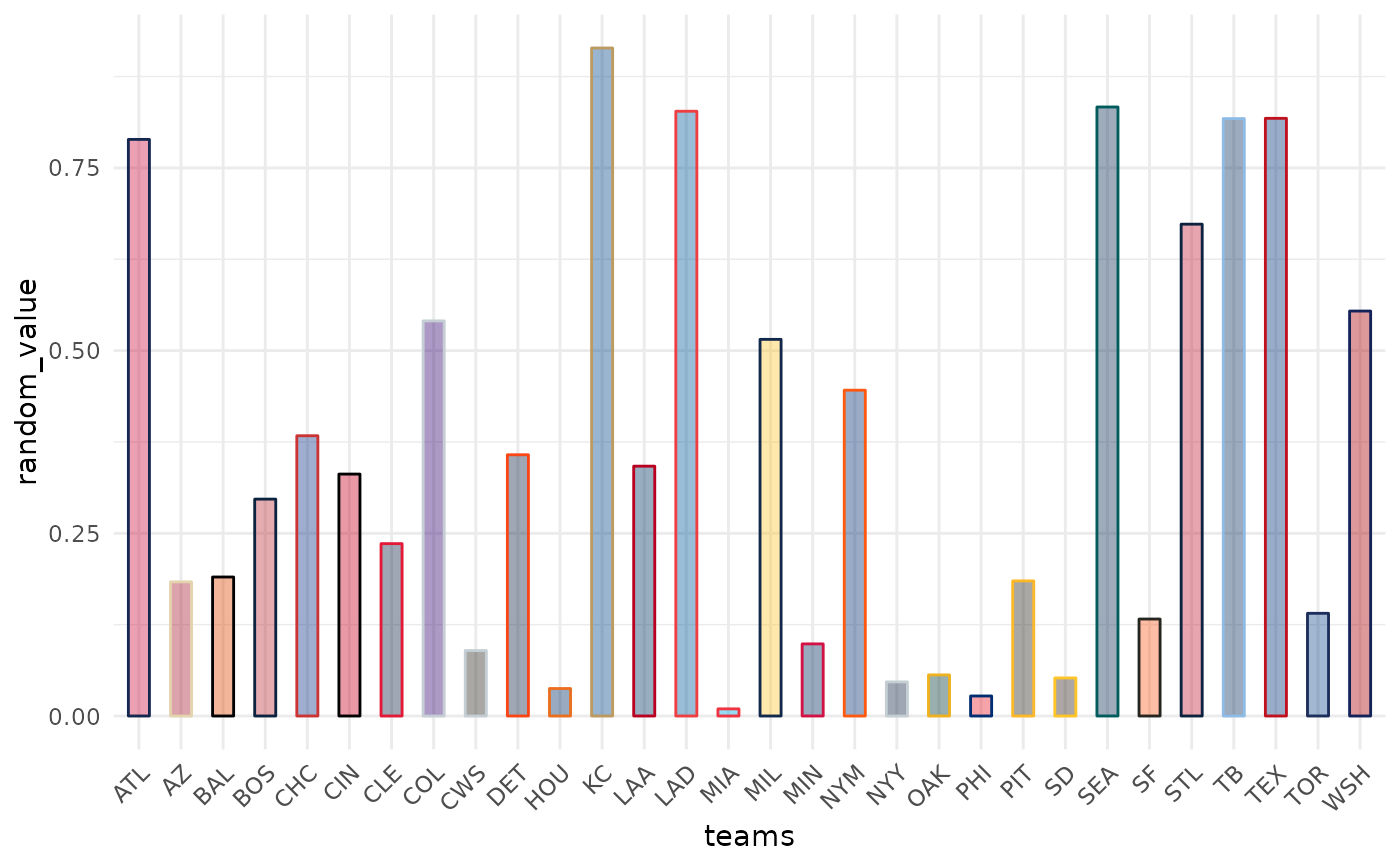 random_value
0.75
0.50
0.25
0.00
ATL AZ BAL BOS CHC CIN CLE COL CWS DET HOU KC LAA LAD MIA MIL MIN NYM NYY OAK PHI PIT SD SEA SF STL TB TEX TOR WSH
teams